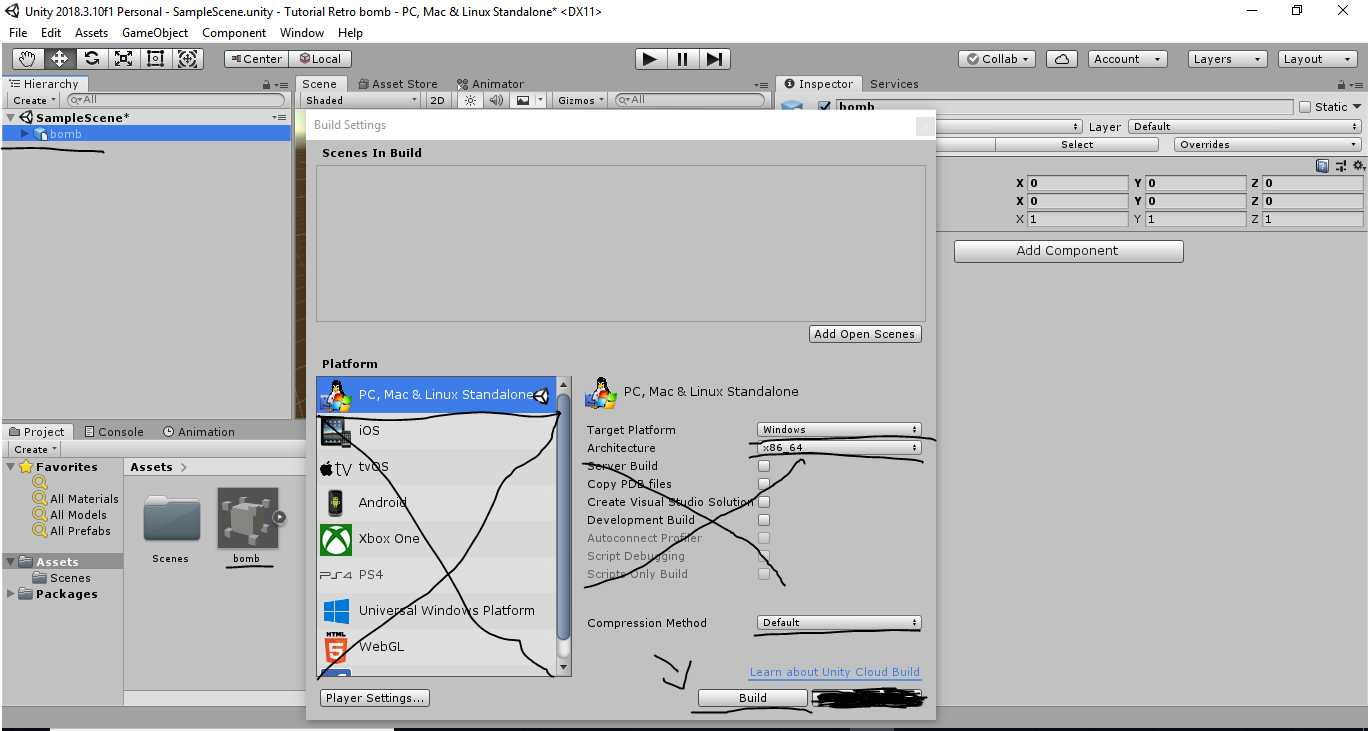 Unity 2018.3.10f1 Personal - SampleScene.unity - Tutorial Retro bomb - PC, Mac & Linux Standalone* <DX11>
File Edit Assets GameObject Component Window Help
Center Local Collab Account Layers Layout
Hierarchy Scene Asset Store Animator Inspector Services
Create All Shaded 2D Gizmos All bomb Static
SampleScene*
bomb
Build Settings x
Layer Default
Select Overrides
Scenes In Build
X 0 Y 0 Z 0
X 0 Y 0 Z 0
X 1 Y 1 Z 1
Add Component
Add Open Scenes
Platform
PC, Mac & Linux Standalone
iOS
tvOS
tv
Android
Xbox One
PS4
PS4
Universal Windows Platform
HTML
5
WebGL
Player Settings...
PC, Mac & Linux Standalone
Target Platform Windows
Architecture x86_64
Server Build
Copy PDB files
Create Visual Studio Solution
Development Build
Autoconnect Profiler
Script Debugging
Scripts Only Build
Compression Method Default
Learn about Unity Cloud Build
Build
Project Console Animation
Create
Favorites
All Materials
All Models
All Prefabs
Assets
Scenes
Packages
Assets
Scenes bomb